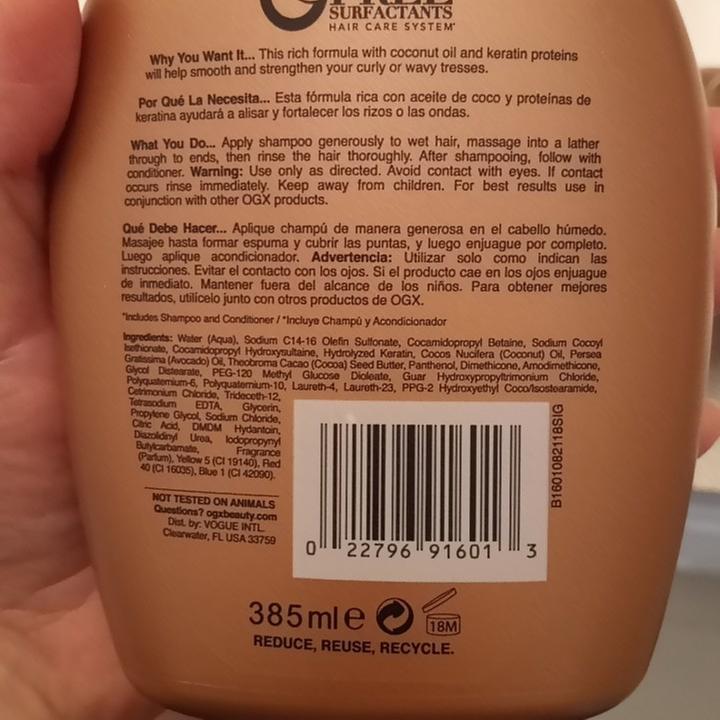 FREE
SURFACTANTS
HAIR CARE SYSTEM*
Why You Want It... This rich formula with coconut oil and keratin proteins
will help smooth and strengthen your curly or wavy tresses.
Por Qué La Necesita... Esta fórmula rica con aceite de coco y proteínas de
keratina ayudará a alisar y fortalecer los rizos o las ondas.
What You Do... Apply shampoo generously to wet hair, massage into a lather
through to ends, then rinse the hair thoroughly. After shampooing, follow with
conditioner. Warning: Use only as directed. Avoid contact with eyes. If contact
occurs rinse immediately. Keep away from children. For best results use in
conjunction with other OGX products.
Qué Debe Hacer... Aplique champú de manera generosa en el cabello húmedo.
Masajee hasta formar espuma y cubrir las puntas, y luego enjuague por completo.
Luego aplique acondicionador. Advertencia: Utilizar solo como indican las
instrucciones. Evitar el contacto con los ojos. Si el producto cae en los ojos enjuague
de inmediato. Mantener fuera del alcance de los niños. Para obtener mejores
resultados, utilícelo junto con otros productos de OGX.
*Includes Shampoo and Conditioner / *Incluye Champú y Acondicionador
Ingredients: Water (Aqua), Sodium C14-16 Olefin Sulfonate, Cocamidopropyl Betaine, Sodium Cocoyl
Isethionate, Cocamidopropyl Hydroxysultaine, Hydrolyzed Keratin, Cocos Nucifera (Coconut) Oil, Persea
Gratissima (Avocado) Oil, Theobroma Cacao (Cocoa) Seed Butter, Panthenol, Dimethicone, Amodimethicone,
Glycol Distearate, PEG-120 Methyl Glucose Dioleate, Guar Hydroxypropyltrimonium Chloride,
Polyquaternium-6, Polyquaternium-10, Laureth-4, Laureth-23, PPG-2 Hydroxyethyl Coco/Isostearamide,
Cetrimonium Chloride, Trideceth-12,
Tetrasodium EDTA, Glycerin,
Propylene Glycol, Sodium Chloride,
Citric Acid, DMDM Hydantoin,
Diazolidinyl Urea, Iodopropynyl
Butylcarbamate, Fragrance
(Parfum), Yellow 5 (CI 19140), Red
40 (CI 16035), Blue 1 (CI 42090).
NOT TESTED ON ANIMALS
Questions? ogxbeauty.com
Dist. by: VOGUE INTL.
Clearwater, FL USA 33759
0 22796 91601 3
B1601082118SIG
385ml e
18M
REDUCE, REUSE, RECYCLE.